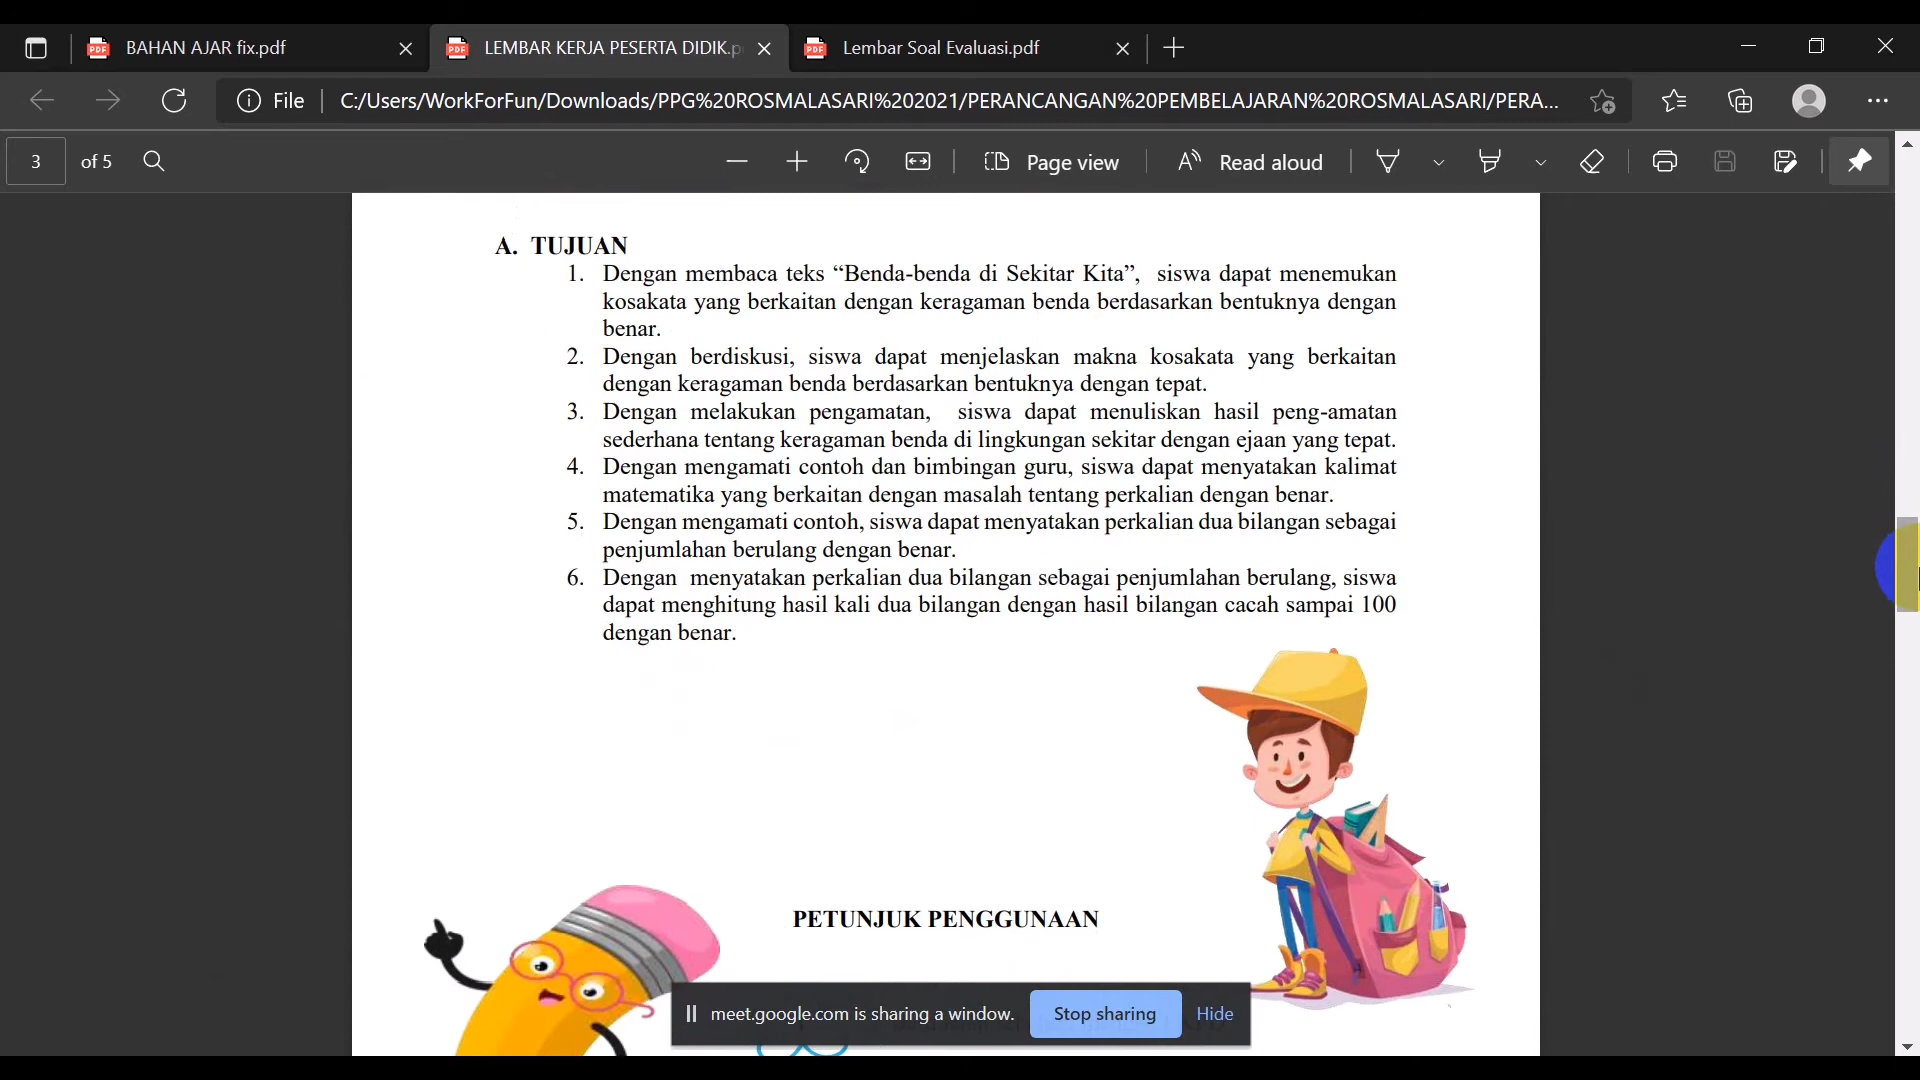 BAHAN AJAR fix.pdf
LEMBAR KERJA PESERTA DIDIK.p
Lembar Soal Evaluasi.pdf
File
C:/Users/WorkForFun/Downloads/PPG%20ROSMALASARI%202021/PERANCANGAN%20PEMBELAJARAN%20ROSMALASARI/PERA...
3 of 5
Page view
Read aloud
A. TUJUAN
1. Dengan membaca teks “Benda-benda di Sekitar Kita”, siswa dapat menemukan
kosakata yang berkaitan dengan keragaman benda berdasarkan bentuknya dengan
benar.
2. Dengan berdiskusi, siswa dapat menjelaskan makna kosakata yang berkaitan
dengan keragaman benda berdasarkan bentuknya dengan tepat.
3. Dengan melakukan pengamatan, siswa dapat menuliskan hasil peng-amatan
sederhana tentang keragaman benda di lingkungan sekitar dengan ejaan yang tepat.
4. Dengan mengamati contoh dan bimbingan guru, siswa dapat menyatakan kalimat
matematika yang berkaitan dengan masalah tentang perkalian dengan benar.
5. Dengan mengamati contoh, siswa dapat menyatakan perkalian dua bilangan sebagai
penjumlahan berulang dengan benar.
6. Dengan menyatakan perkalian dua bilangan sebagai penjumlahan berulang, siswa
dapat menghitung hasil kali dua bilangan dengan hasil bilangan cacah sampai 100
dengan benar.
PETUNJUK PENGGUNAAN
meet.google.com is sharing a window.
Stop sharing
Hide